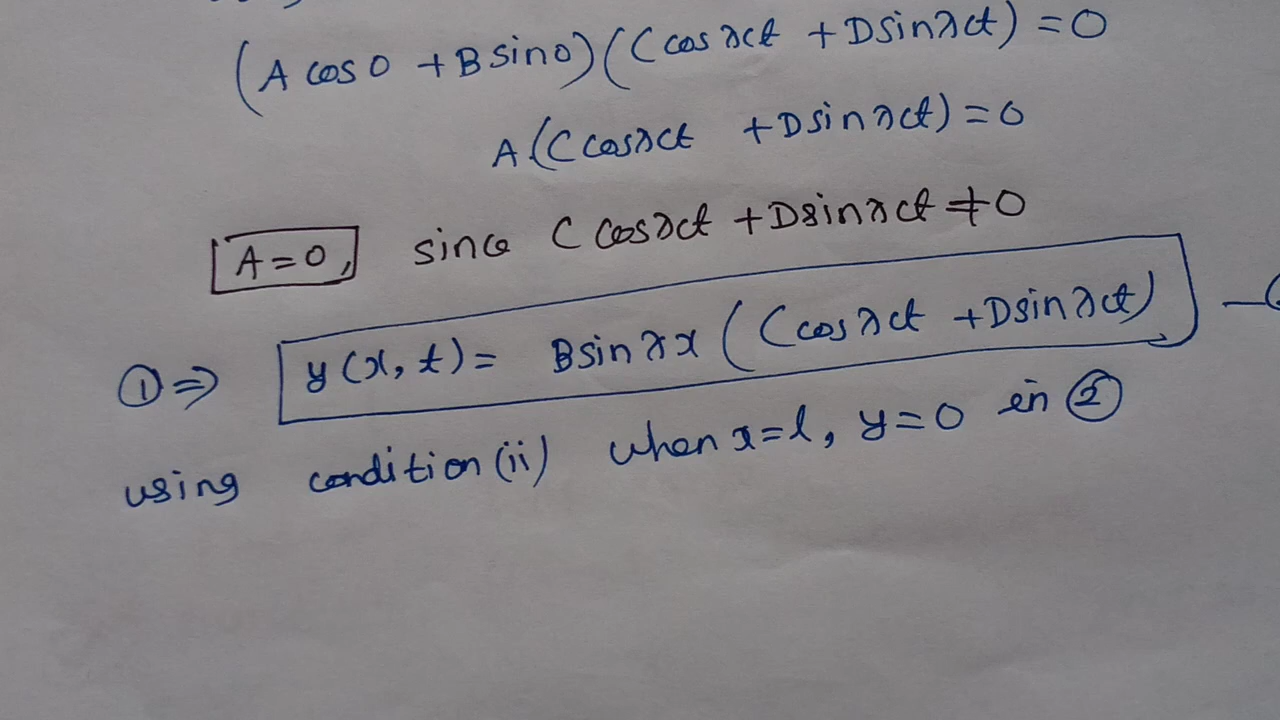 (A cos 0 + B sin 0)(C cos λct + D sin λct) = 0
A(C cos λct + D sin λct) = 0
A = 0, since C cos λct + D sin λct ≠ 0
① ⇒ y(x, t) = B sin λx (C cos λct + D sin λct) —
using condition (ii) when x = l, y = 0 in ②